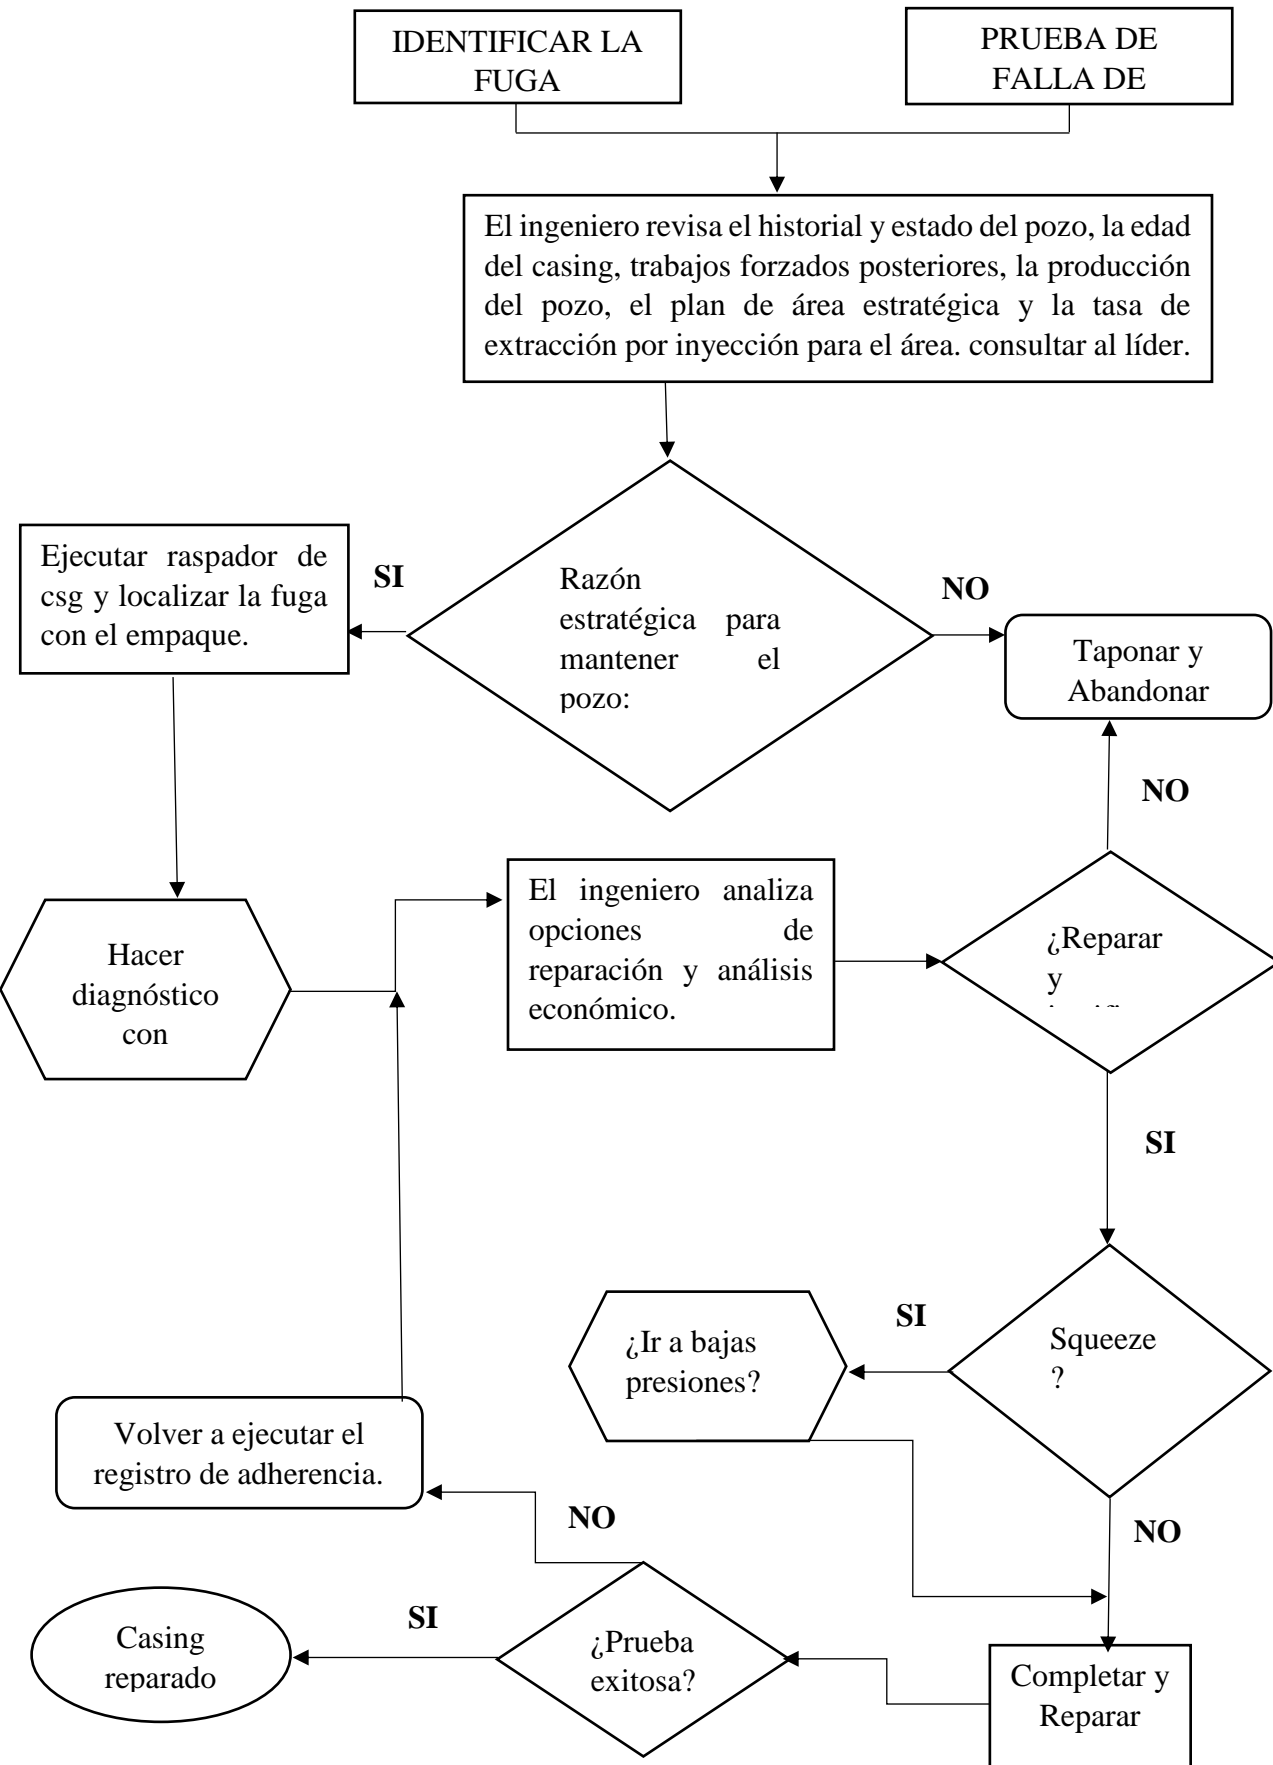 IDENTIFICAR LA
FUGA
PRUEBA DE
FALLA DE
El ingeniero revisa el historial y estado del pozo, la edad
del casing, trabajos forzados posteriores, la producción
del pozo, el plan de área estratégica y la tasa de
extracción por inyección para el área. consultar al líder.
Ejecutar raspador de
csg y localizar la fuga
con el empaque.
SI
Razón
estratégica para
mantener el
pozo:
NO
Taponar y
Abandonar
NO
Hacer
diagnóstico
con
El ingeniero analiza
opciones de
reparación y análisis
económico.
¿Reparar
y
SI
¿Ir a bajas
presiones?
SI
Squeeze
?
Volver a ejecutar el
registro de adherencia.
NO
NO
Casing
reparado
SI
¿Prueba
exitosa?
Completar y
Reparar